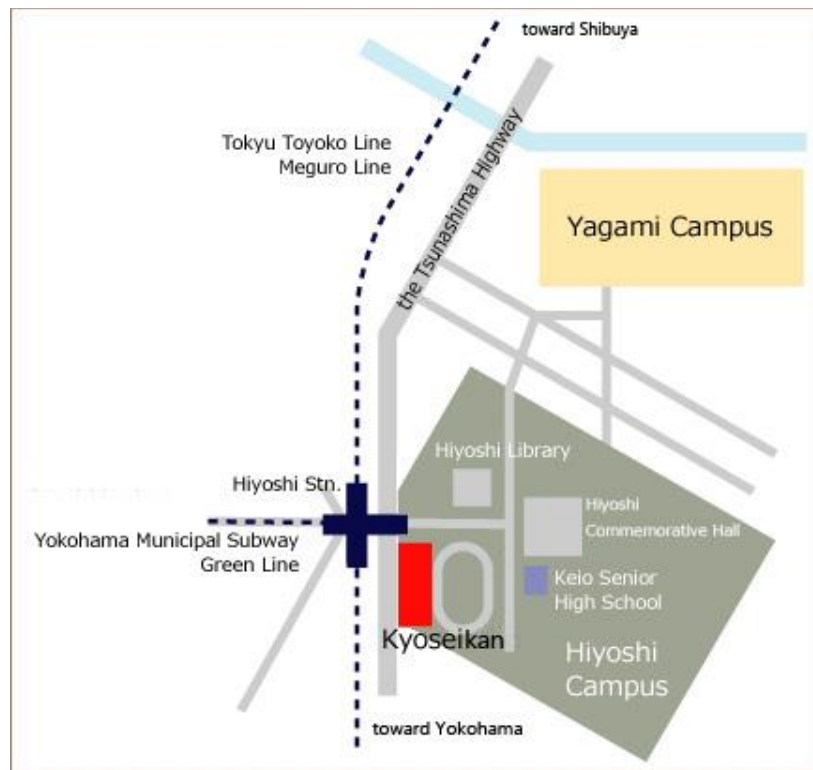 toward Shibuya
the Tsunashima Highway
Tokyu Toyoko Line
Meguro Line
Yagami Campus
Hiyoshi Library
Hiyoshi Stn.
Hiyoshi
Commemorative Hall
Yokohama Municipal Subway
Green Line
Keio Senior
High School
Kyoseikan
Hiyoshi
Campus
toward Yokohama